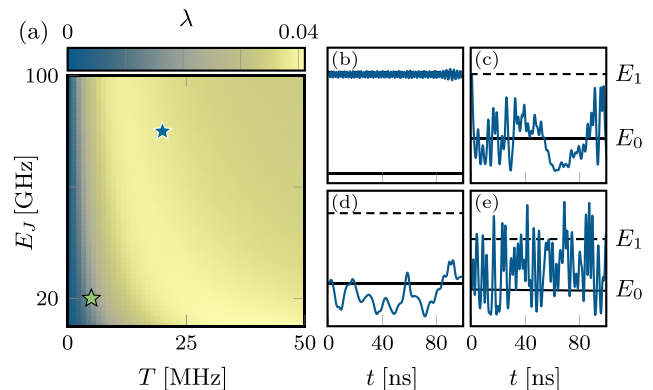 (a)
λ
0
0.04
100
20
E_J [GHz]
0
25
50
T [MHz]
(b)
(c)
E_1
E_0
(d)
(e)
E_1
E_0
0
40
80
t [ns]
0
40
80
t [ns]